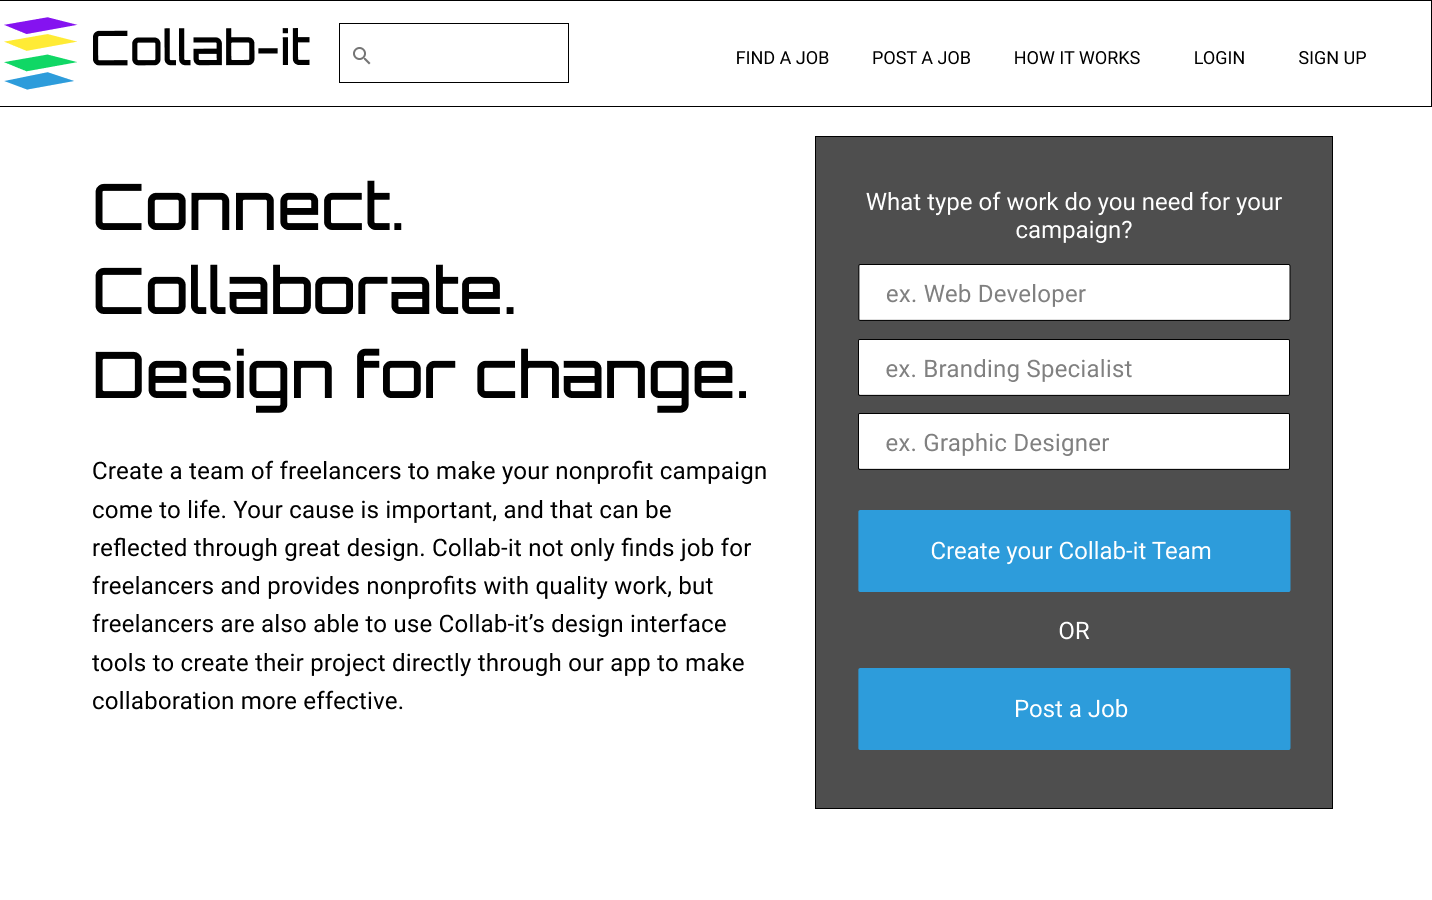 Collab-it
FIND A JOB
POST A JOB
HOW IT WORKS
LOGIN
SIGN UP
Connect.
Collaborate.
Design for change.
Create a team of freelancers to make your nonprofit campaign
come to life. Your cause is important, and that can be
reflected through great design. Collab-it not only finds job for
freelancers and provides nonprofits with quality work, but
freelancers are also able to use Collab-it’s design interface
tools to create their project directly through our app to make
collaboration more effective.
What type of work do you need for your
campaign?
ex. Web Developer
ex. Branding Specialist
ex. Graphic Designer
Create your Collab-it Team
OR
Post a Job